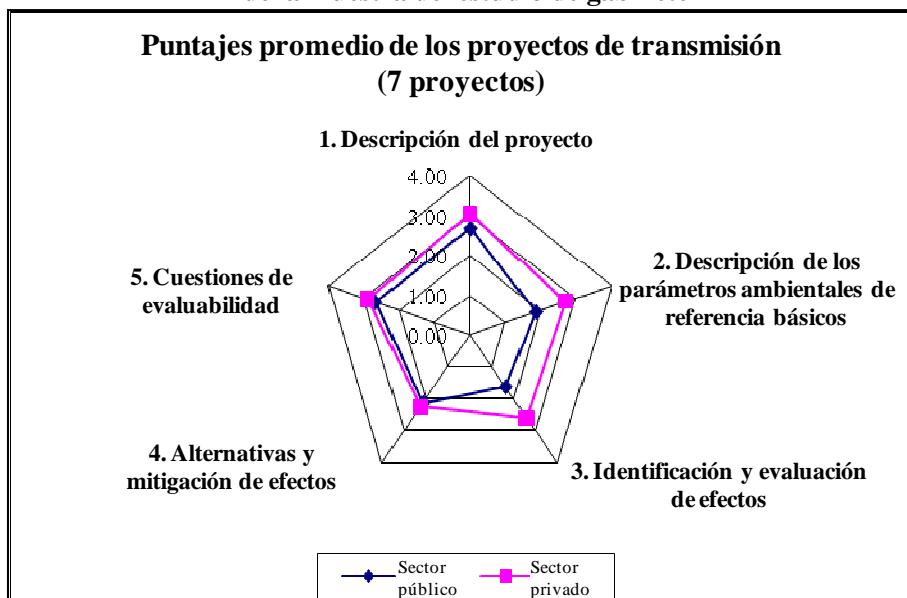 Puntajes promedio de los proyectos de transmisión
(7 proyectos)
1. Descripción del proyecto
4.00
3.00
2.00
1.00
0.00
2. Descripción de los
parámetros ambientales de
referencia básicos
3. Identificación y evaluación
de efectos
4. Alternativas y
mitigación de efectos
5. Cuestiones de
evaluabilidad
Sector
público
Sector
privado